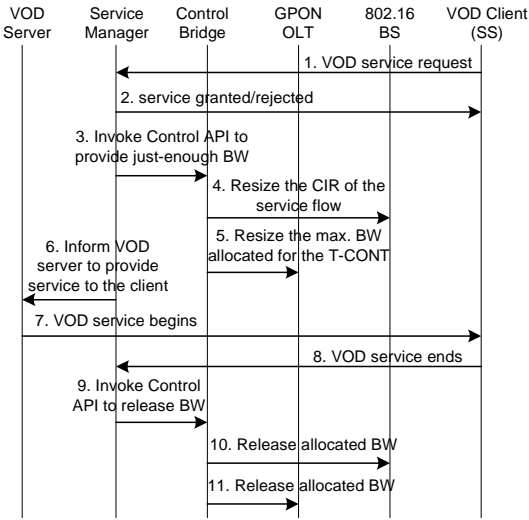 VOD Server
Service Manager
Control Bridge
GPON OLT
802.16 BS
VOD Client (SS)
1. VOD service request
2. service granted/rejected
3. Invoke Control API to
provide just-enough BW
4. Resize the CIR of the
service flow
5. Resize the max. BW
allocated for the T-CONT
6. Inform VOD
server to provide
service to the client
7. VOD service begins
8. VOD service ends
9. Invoke Control
API to release BW
10. Release allocated BW
11. Release allocated BW